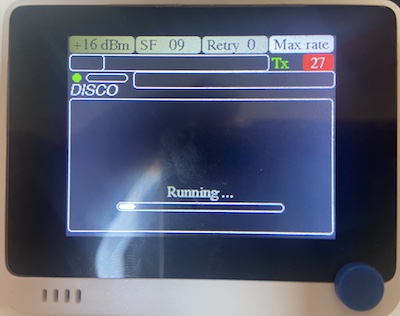 +16 dBm SF 09 Retry 0 Max rate
Tx 27
DISCO
Running ...